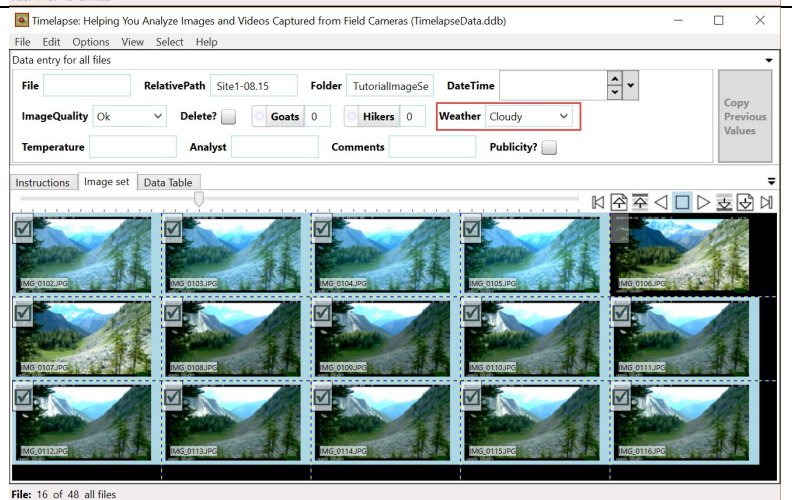 Timelapse: Helping You Analyze Images and Videos Captured from Field Cameras (TimelapseData.ddb)
File Edit Options View Select Help
Data entry for all files
File RelativePath Site1-08.15 Folder TutorialImageSe DateTime
ImageQuality Ok Delete? Goats 0 Hikers 0 Weather Cloudy
Copy
Previous
Values
Temperature Analyst Comments Publicity?
Instructions Image set Data Table
IMG_0102.JPG IMG_0103.JPG IMG_0104.JPG IMG_0105.JPG IMG_0106.JPG
IMG_0107.JPG IMG_0108.JPG IMG_0109.JPG IMG_0110.JPG IMG_0111.JPG
IMG_0112.JPG IMG_0113.JPG IMG_0114.JPG IMG_0115.JPG IMG_0116.JPG
File: 16 of 48 all files